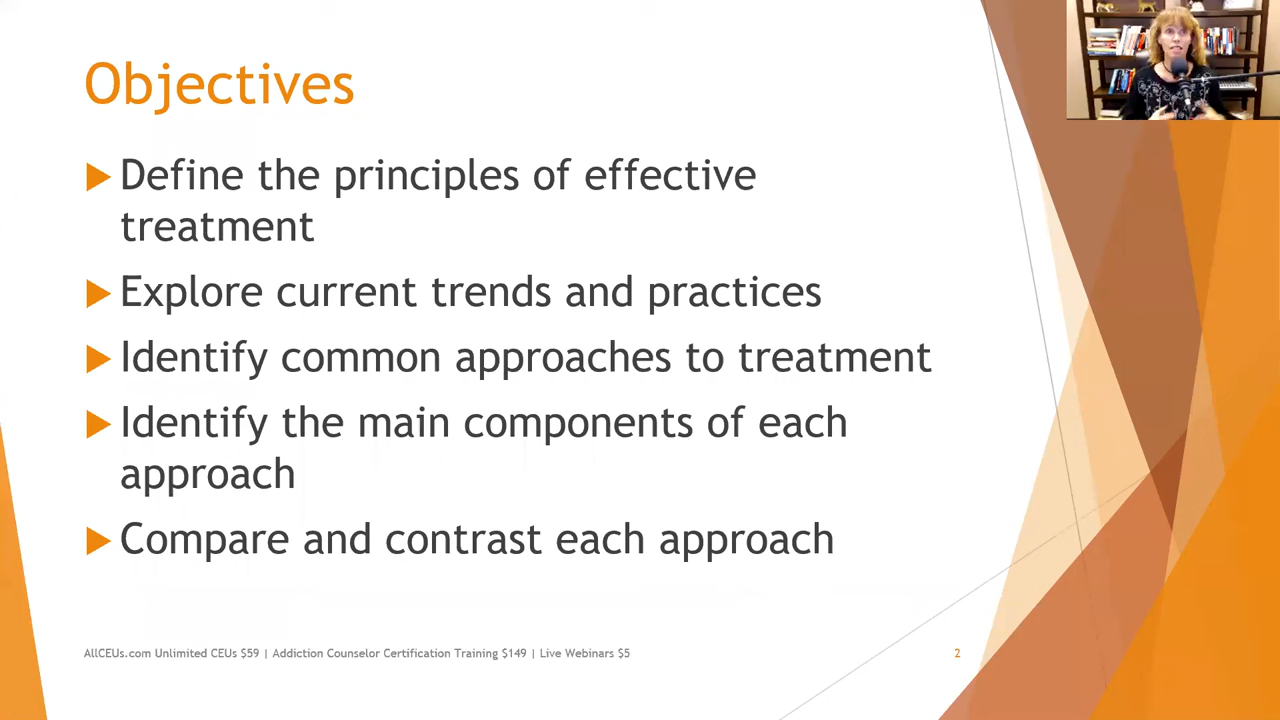 Objectives
Define the principles of effective
treatment
Explore current trends and practices
Identify common approaches to treatment
Identify the main components of each
approach
Compare and contrast each approach
AllCEUs.com Unlimited CEUs $59 | Addiction Counselor Certification Training $149 | Live Webinars $5
2